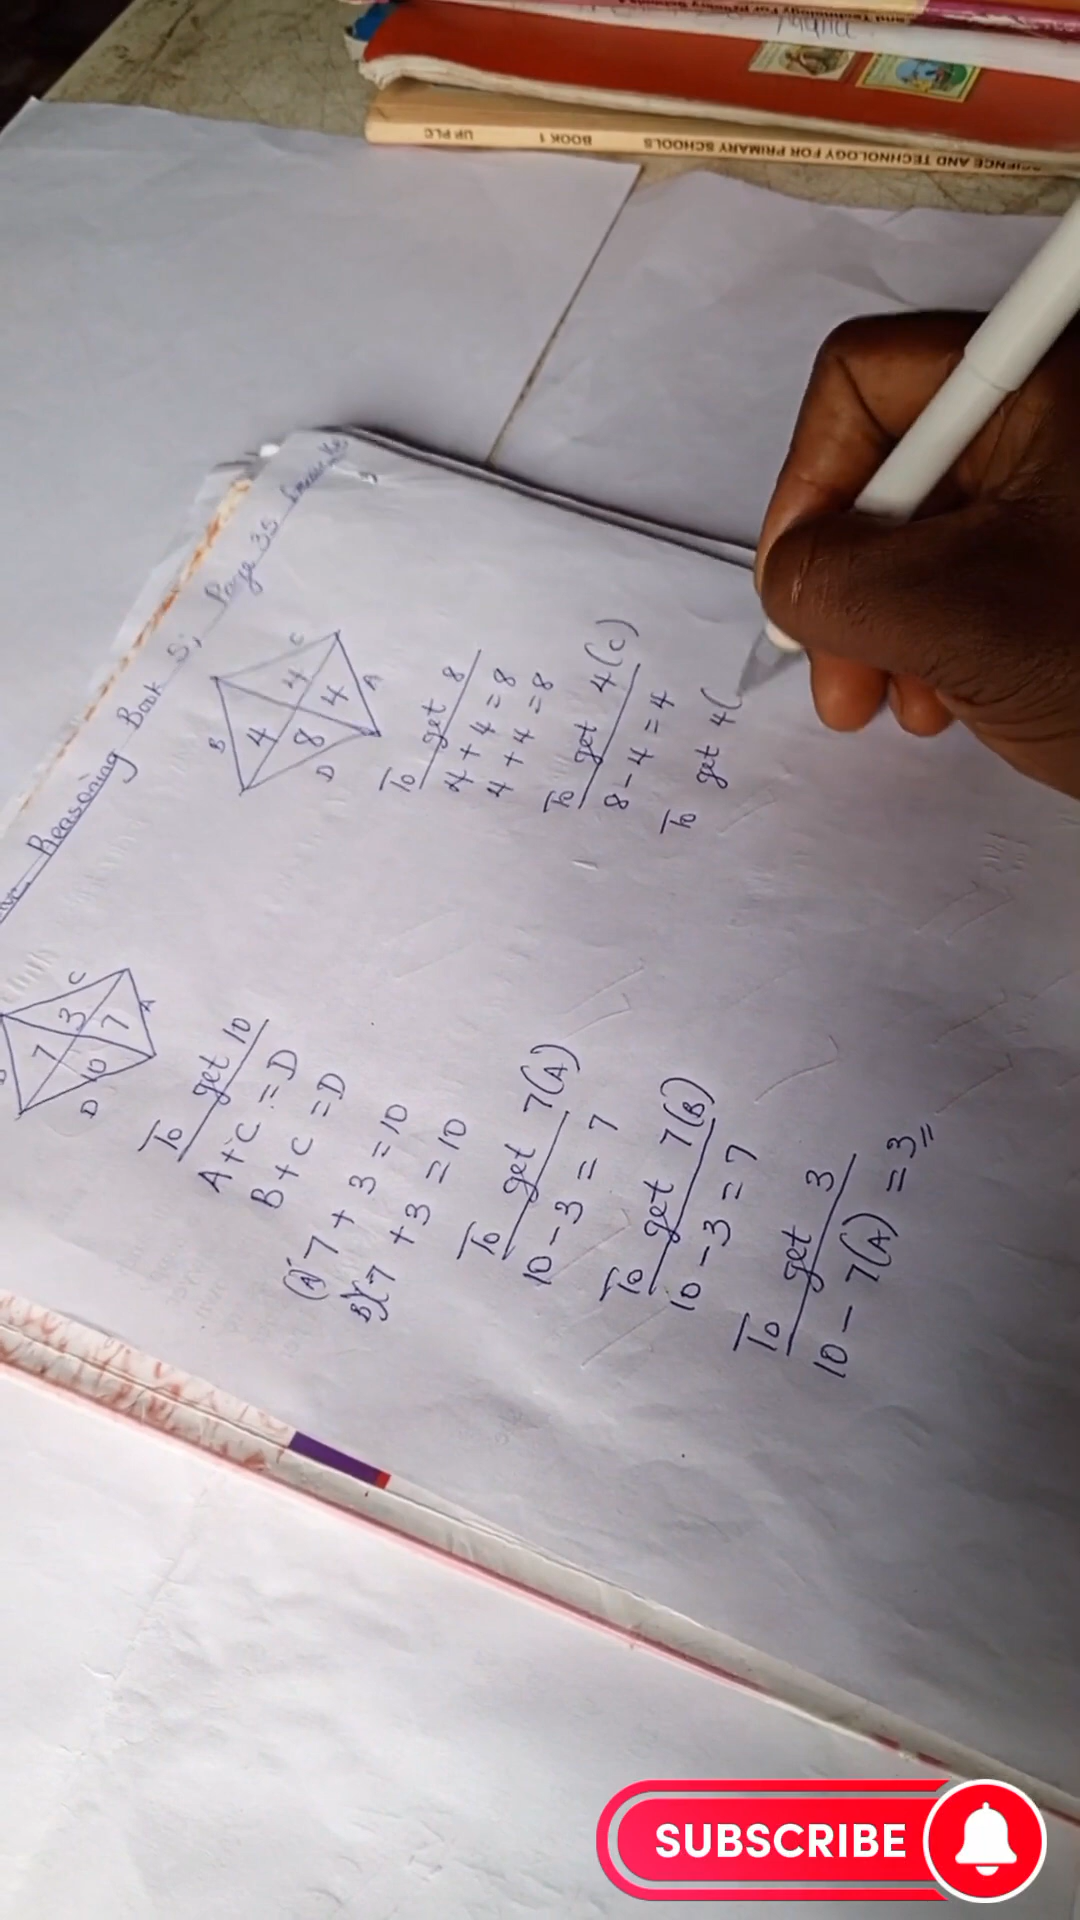 Reasoning Book 5; Page 35
B
C
7
3
10
7
D
A
To get 10
A + C = D
B + C = D
(A) 7 + 3 = 10
B) 7 + 3 = 10
To get 7(A)
10 - 3 = 7
To get 7(B)
10 - 3 = 7
To get 3
10 - 7(A) = 3
B
C
4
4
8
4
D
A
To get 8
4 + 4 = 8
4 + 4 = 8
To get 4(C)
8 - 4 = 4
To get 4(
SCIENCE AND TECHNOLOGY FOR PRIMARY SCHOOLS BOOK 1 UP PLC
SUBSCRIBE